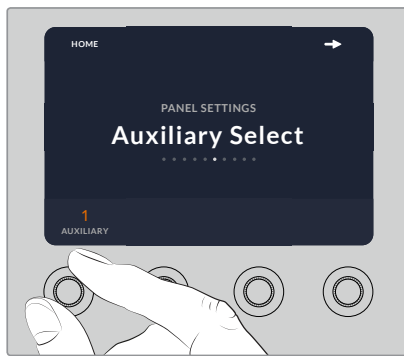 HOME
PANEL SETTINGS
Auxiliary Select
1
AUXILIARY